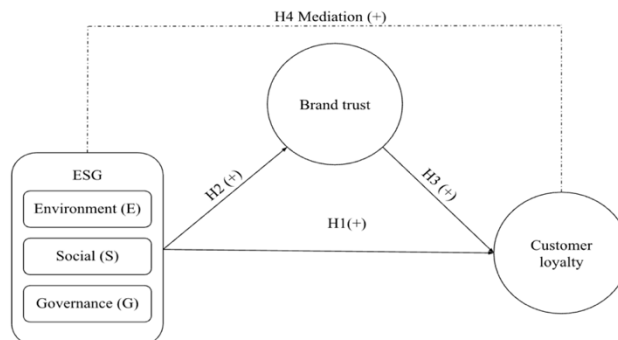 H4 Mediation (+)
Brand trust
ESG
Environment (E)
Social (S)
Governance (G)
H2 (+)
H3 (+)
H1(+)
Customer
loyalty